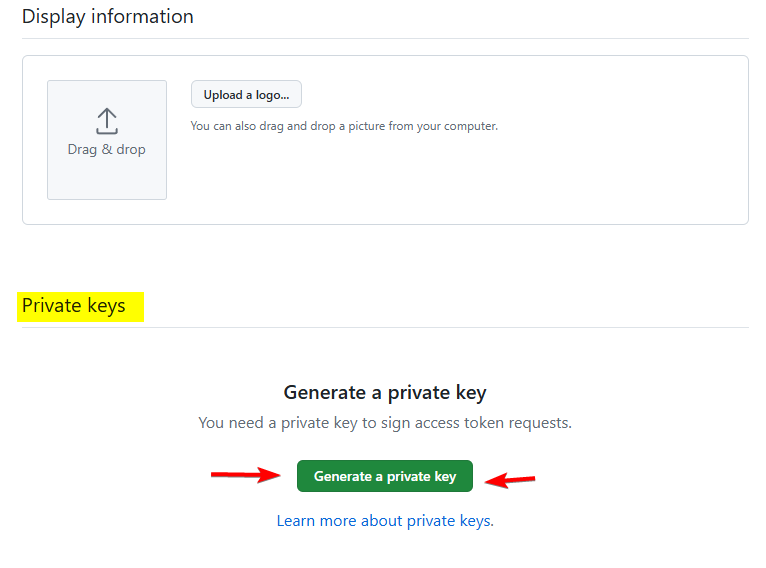 Display information
Upload a logo...
You can also drag and drop a picture from your computer.
Drag & drop
Private keys
Generate a private key
You need a private key to sign access token requests.
Generate a private key
Learn more about private keys.